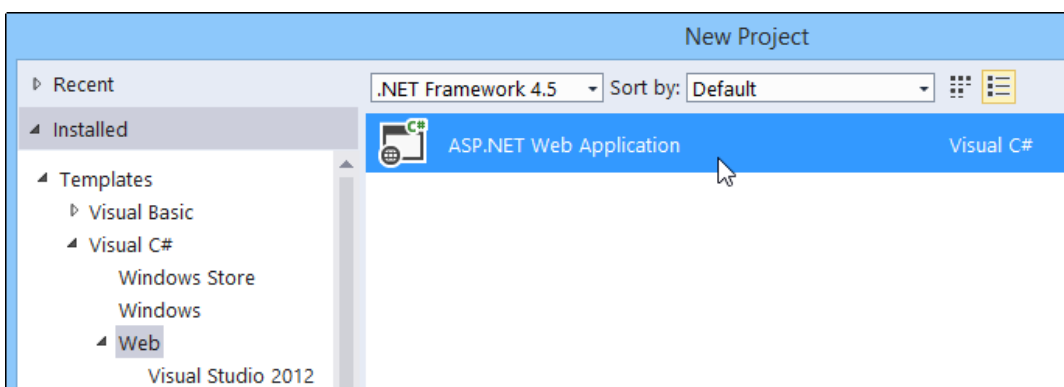 New Project
Recent
.NET Framework 4.5 Sort by: Default
Installed
C# ASP.NET Web Application Visual C#
Templates
Visual Basic
Visual C#
Windows Store
Windows
Web
Visual Studio 2012